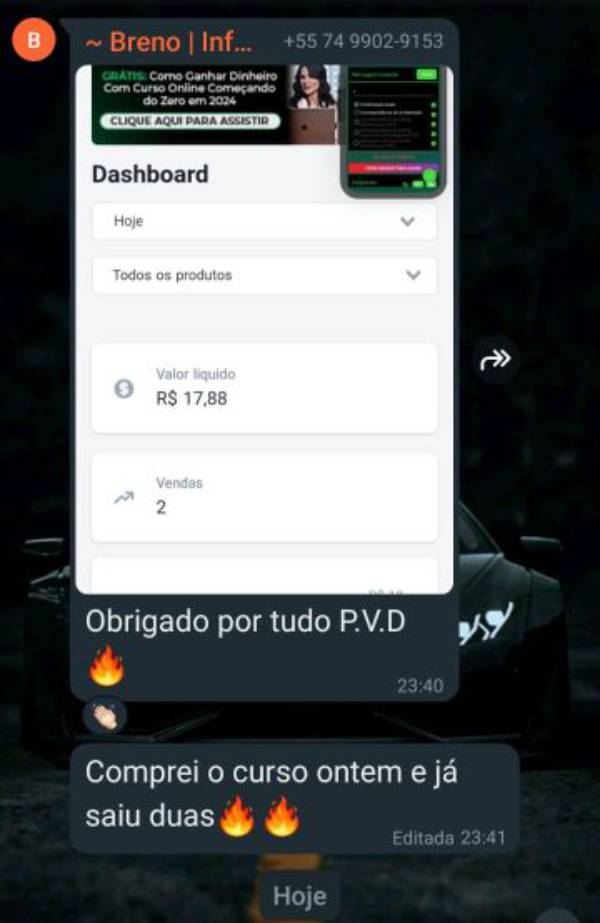 B
~ Breno | Inf... +55 74 9902-9153
GRÁTIS: Como Ganhar Dinheiro
Com Curso Online Começando
do Zero em 2024
CLIQUE AQUI PARA ASSISTIR
Dashboard
Hoje
Todos os produtos
Valor líquido
R$ 17,88
Vendas
2
Obrigado por tudo P.V.D
🔥
23:40
👏🏻
Comprei o curso ontem e já
saiu duas🔥🔥
Editada 23:41
Hoje